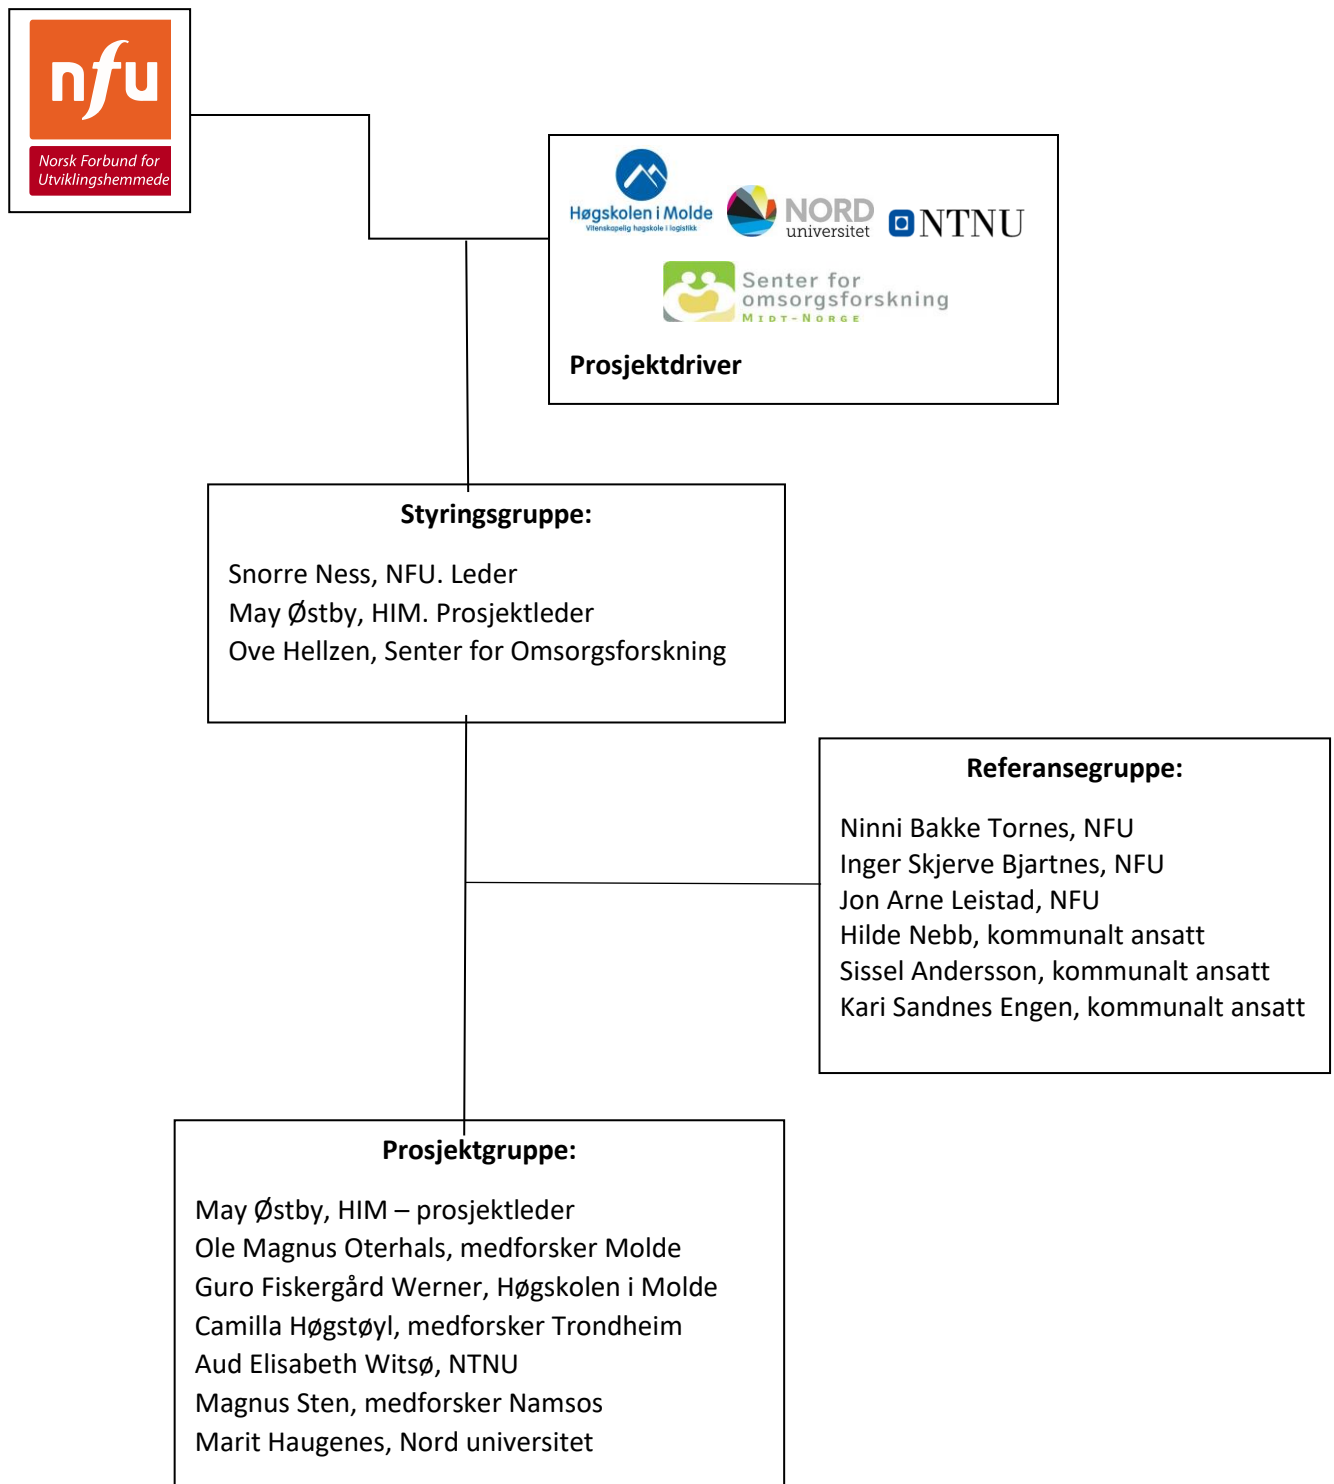 nfu
Norsk Forbund for
Utviklingshemmede
Høgskolen i Molde
Vitenskapelig høgskole i logistikk
NORD
universitet
NTNU
Senter for
omsorgsforskning
MIDT-NORGE
Prosjektdriver
Styringsgruppe:
Snorre Ness, NFU. Leder
May Østby, HIM. Prosjektleder
Ove Hellzen, Senter for Omsorgsforskning
Referansegruppe:
Ninni Bakke Tornes, NFU
Inger Skjerve Bjartnes, NFU
Jon Arne Leistad, NFU
Hilde Nebb, kommunalt ansatt
Sissel Andersson, kommunalt ansatt
Kari Sandnes Engen, kommunalt ansatt
Prosjektgruppe:
May Østby, HIM – prosjektleder
Ole Magnus Oterhals, medforsker Molde
Guro Fiskergård Werner, Høgskolen i Molde
Camilla Høgstøyl, medforsker Trondheim
Aud Elisabeth Witsø, NTNU
Magnus Sten, medforsker Namsos
Marit Haugenes, Nord universitet